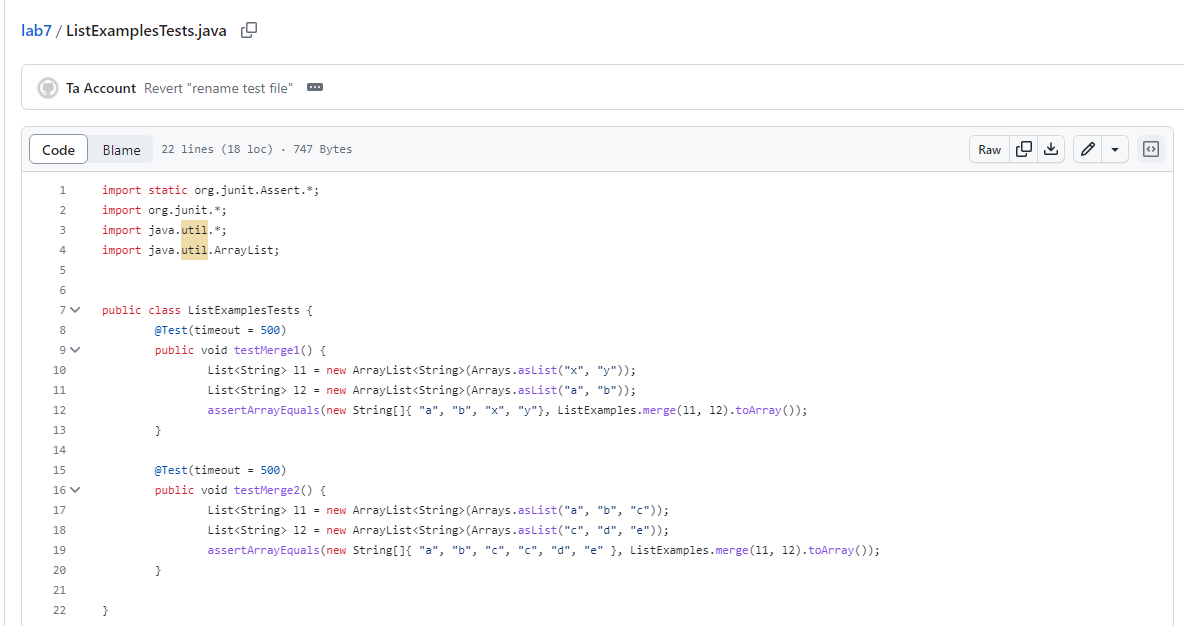 lab7 / ListExamplesTests.java
Ta Account Revert "rename test file"
Code Blame 22 lines (18 loc) · 747 Bytes Raw
1 import static org.junit.Assert.*;
2 import org.junit.*;
3 import java.util.*;
4 import java.util.ArrayList;
5
6
7 public class ListExamplesTests {
8 @Test(timeout = 500)
9 public void testMerge1() {
10 List<String> l1 = new ArrayList<String>(Arrays.asList("x", "y"));
11 List<String> l2 = new ArrayList<String>(Arrays.asList("a", "b"));
12 assertArrayEquals(new String[]{ "a", "b", "x", "y"}, ListExamples.merge(l1, l2).toArray());
13 }
14
15 @Test(timeout = 500)
16 public void testMerge2() {
17 List<String> l1 = new ArrayList<String>(Arrays.asList("a", "b", "c"));
18 List<String> l2 = new ArrayList<String>(Arrays.asList("c", "d", "e"));
19 assertArrayEquals(new String[]{ "a", "b", "c", "c", "d", "e" }, ListExamples.merge(l1, l2).toArray());
20 }
21
22 }